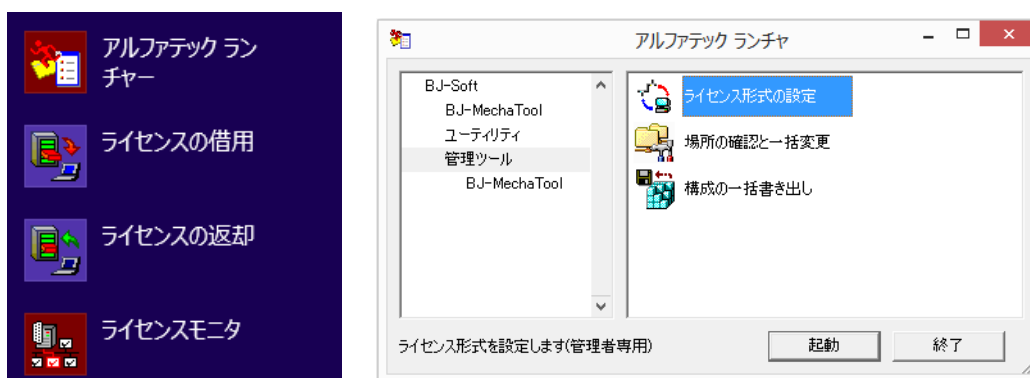 アルファテック ラン
チャー
ライセンスの借用
ライセンスの返却
ライセンスモニタ
アルファテック ランチャ
BJ-Soft
BJ-MechaTool
ユーティリティ
管理ツール
BJ-MechaTool
ライセンス形式の設定
場所の確認と一括変更
構成の一括書き出し
ライセンス形式を設定します(管理者専用)
起動
終了